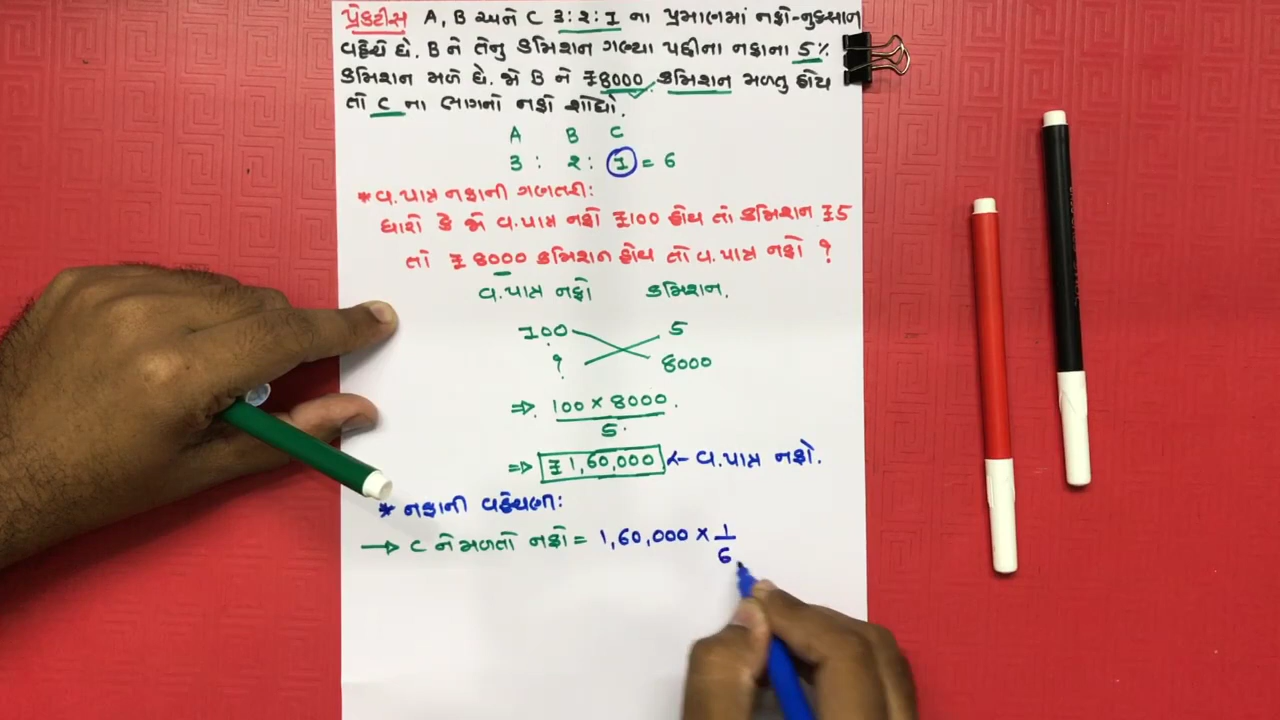 પ્રેક્ટીસ A, B અને C 3:2:1 ના પ્રમાણમાં નફો-નુકસાન
વહેંચે છે. B ને તેનુ કમિશન ગણ્યા પછીના નફાના 5%
કમિશન મળે છે. જો B ને ₹8000 કમિશન મળતુ હોય
તો C ના ભાગનો નફો શોધો.
A B C
3 : 2 : 1 = 6
* વ.પાત્ર નફાની ગણતરી:
ધારો કે જો વ.પાત્ર નફો ₹100 હોય તો કમિશન ₹5
તો ₹8000 કમિશન હોય તો વ.પાત્ર નફો ?
વ.પાત્ર નફો કમિશન.
100 5
? 8000
⇒ 100 × 8000
5
⇒ ₹1,60,000 ← વ.પાત્ર નફો.
* નફાની વહેંચણી:
→ C ને મળતો નફો = 1,60,000 × 1/6